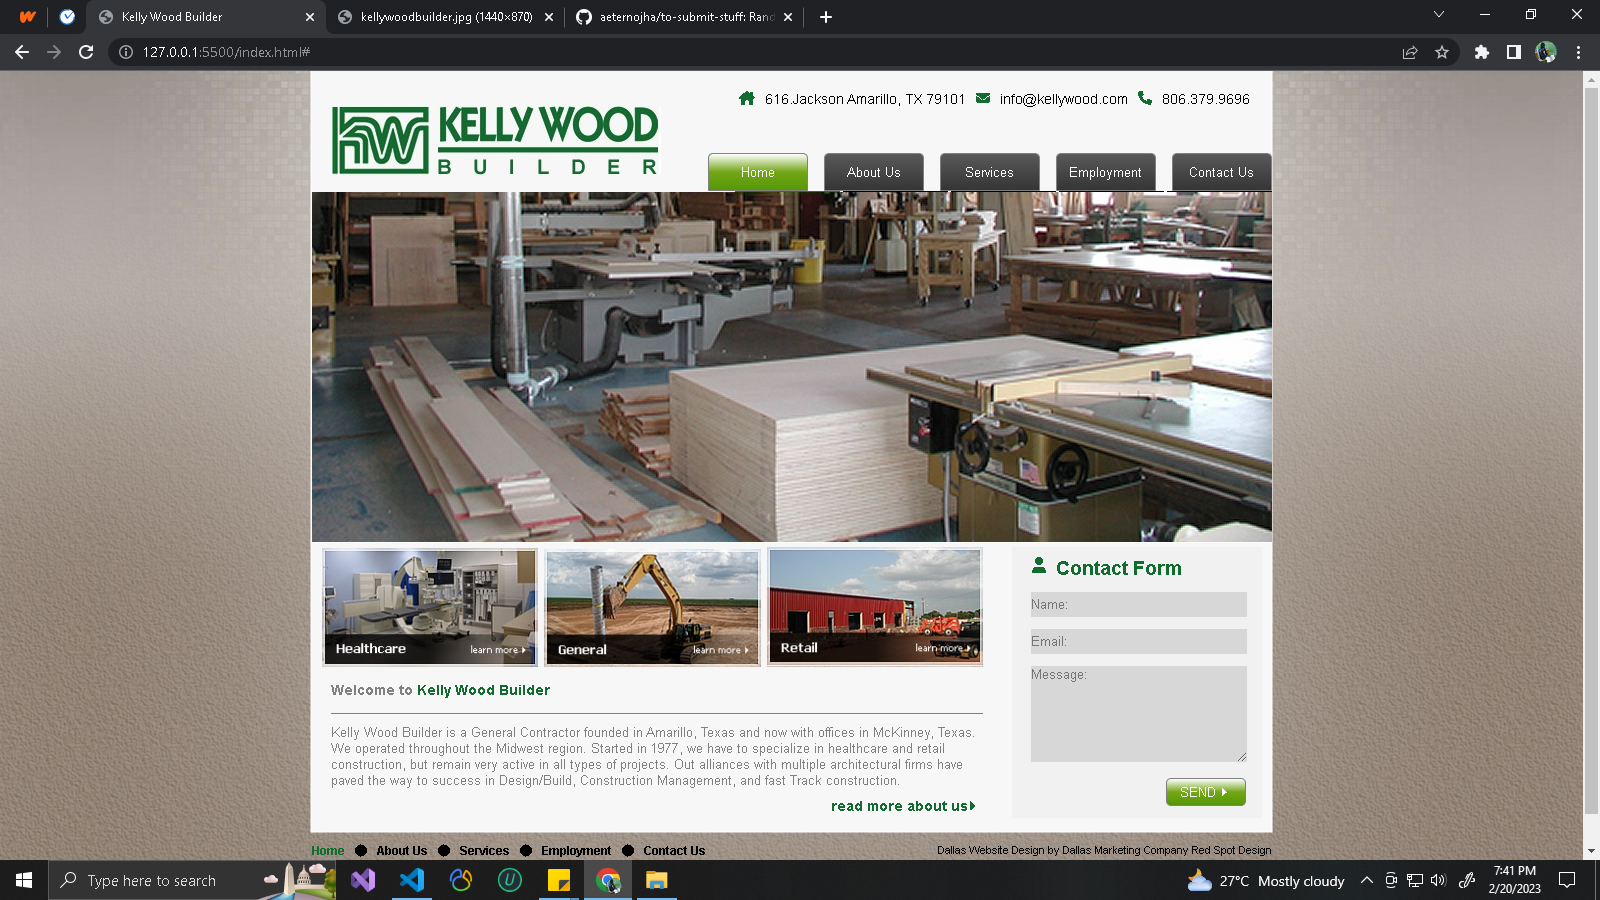 Kelly Wood Builder
kellywoodbuilder.jpg (1440×870)
aeternojha/to-submit-stuff: Rand
127.0.0.1:5500/index.html#
616.Jackson Amarillo, TX 79101 info@kellywood.com 806.379.9696
KELLY WOOD
BUILDER
Home About Us Services Employment Contact Us
Healthcare learn more
General learn more
Retail learn more
Contact Form
Name:
Email:
Message:
SEND
Welcome to Kelly Wood Builder
Kelly Wood Builder is a General Contractor founded in Amarillo, Texas and now with offices in McKinney, Texas.
We operated throughout the Midwest region. Started in 1977, we have to specialize in healthcare and retail
construction, but remain very active in all types of projects. Out alliances with multiple architectural firms have
paved the way to success in Design/Build, Construction Management, and fast Track construction.
read more about us
Home About Us Services Employment Contact Us
Dallas Website Design by Dallas Marketing Company Red Spot Design
Type here to search
27°C Mostly cloudy
7:41 PM
2/20/2023